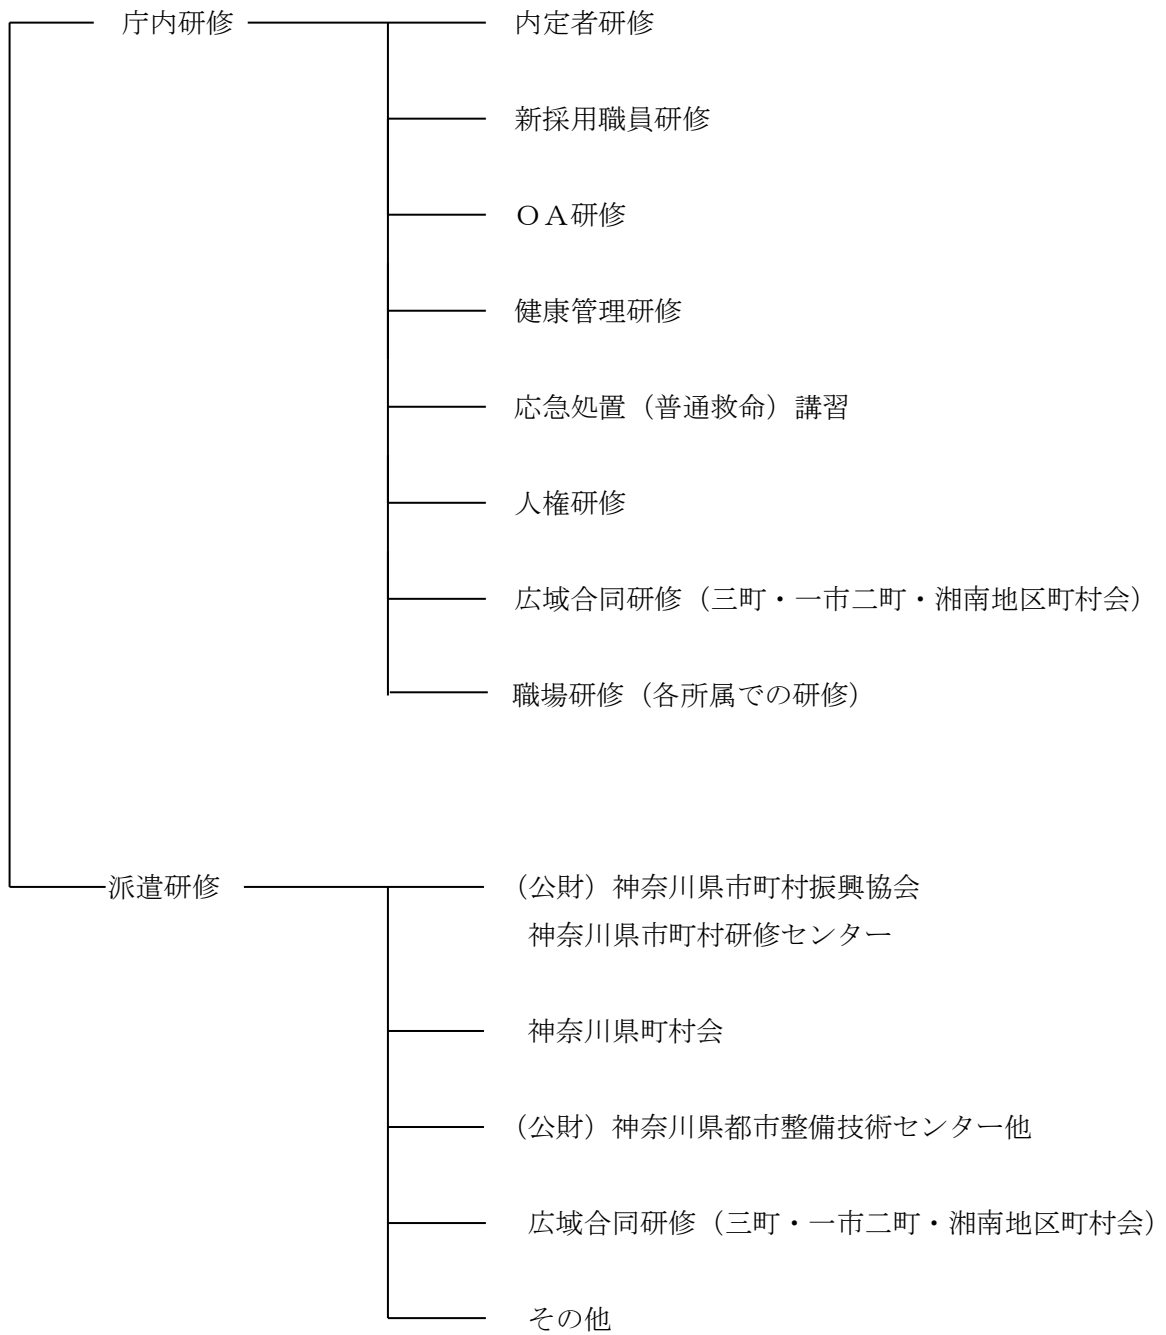 庁内研修
内定者研修
新採用職員研修
ＯＡ研修
健康管理研修
応急処置（普通救命）講習
人権研修
広域合同研修（三町・一市二町・湘南地区町村会）
職場研修（各所属での研修）
派遣研修
（公財）神奈川県市町村振興協会
神奈川県市町村研修センター
神奈川県町村会
（公財）神奈川県都市整備技術センター他
広域合同研修（三町・一市二町・湘南地区町村会）
その他